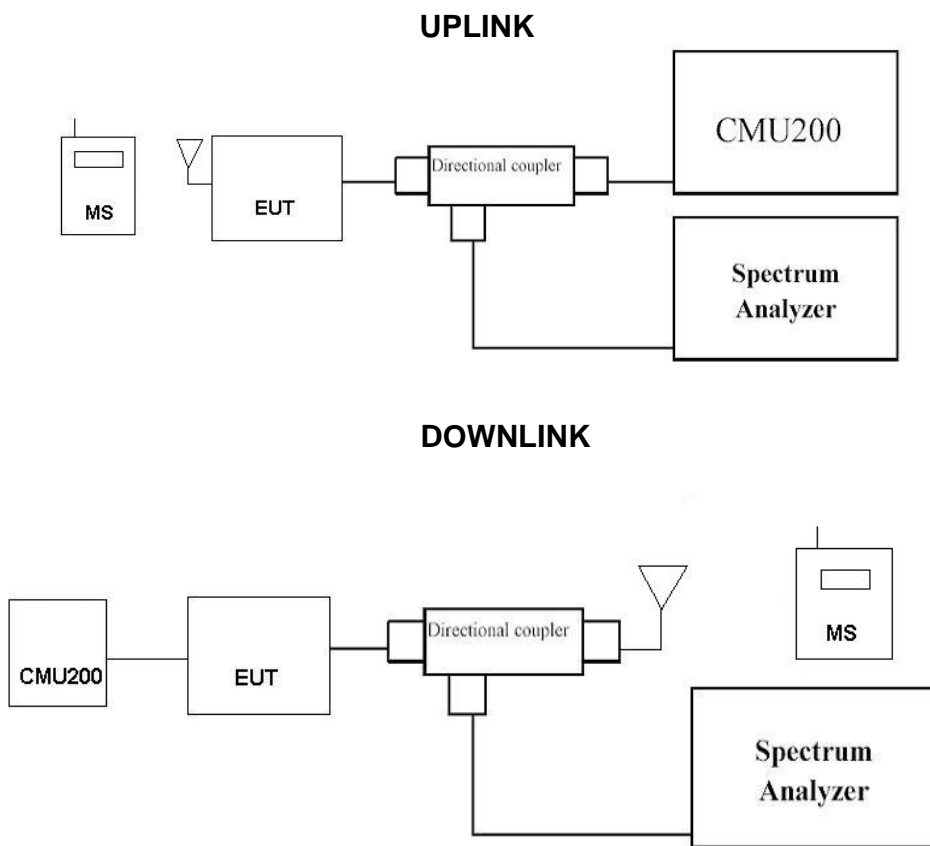 UPLINK
CMU200
Directional coupler
MS
EUT
Spectrum
Analyzer
DOWNLINK
Directional coupler
MS
CMU200
EUT
Spectrum
Analyzer